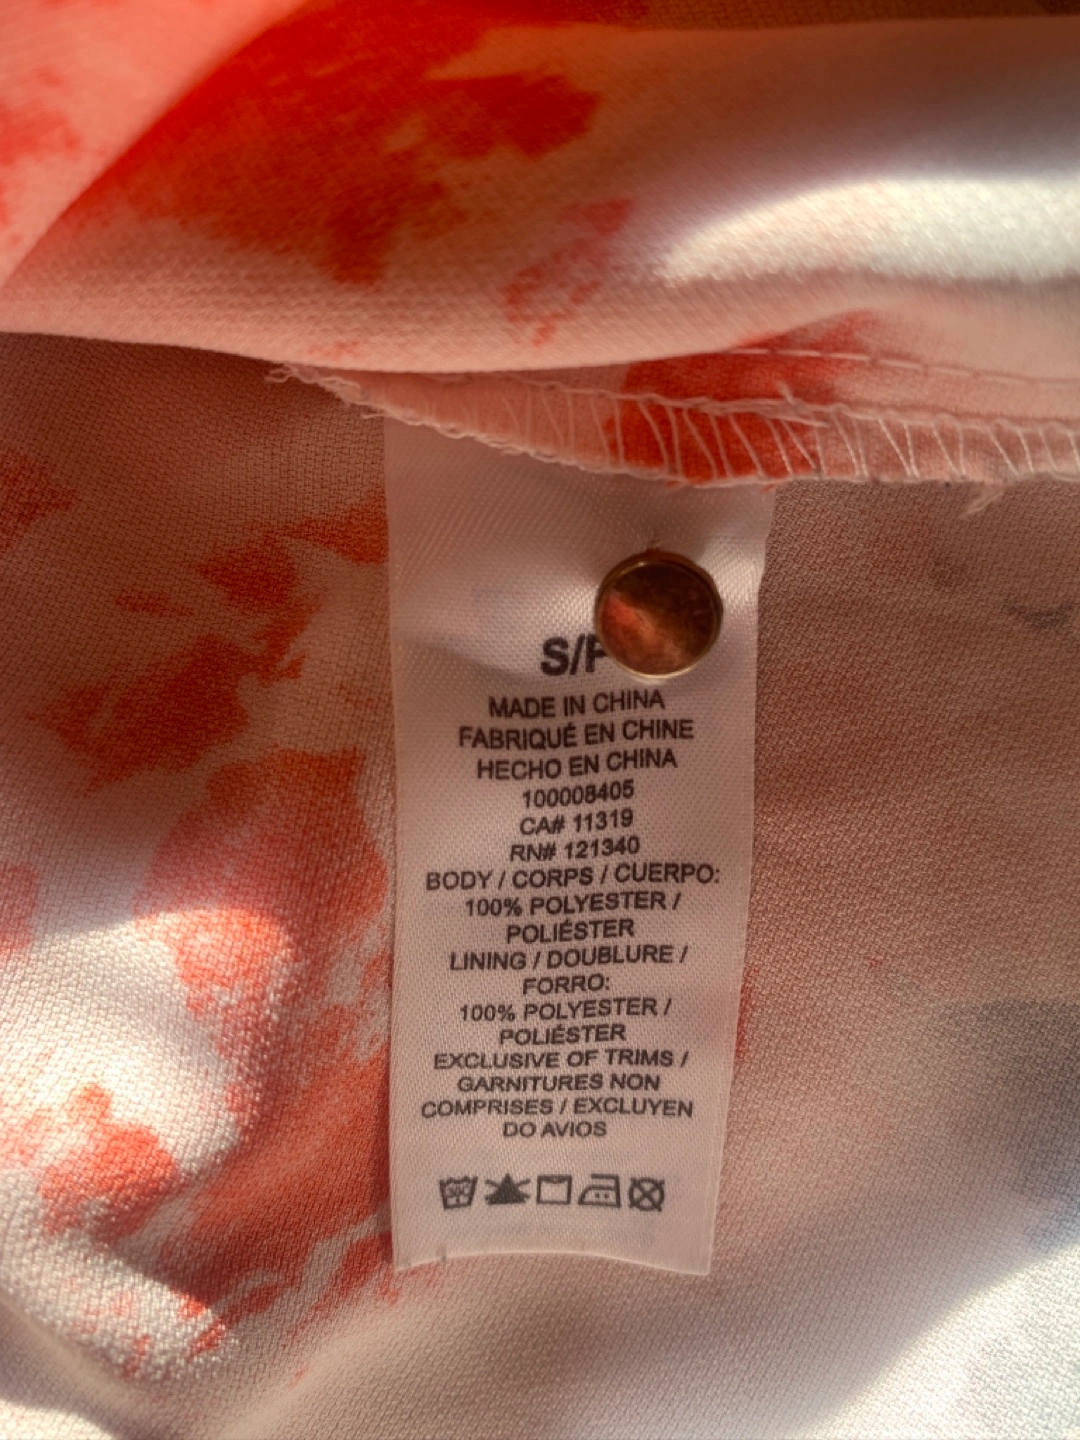 S/P
MADE IN CHINA
FABRIQUÉ EN CHINE
HECHO EN CHINA
100008405
CA# 11319
RN# 121340
BODY / CORPS / CUERPO:
100% POLYESTER /
POLIÉSTER
LINING / DOUBLURE /
FORRO:
100% POLYESTER /
POLIÉSTER
EXCLUSIVE OF TRIMS /
GARNITURES NON
COMPRISES / EXCLUYEN
DO AVIOS